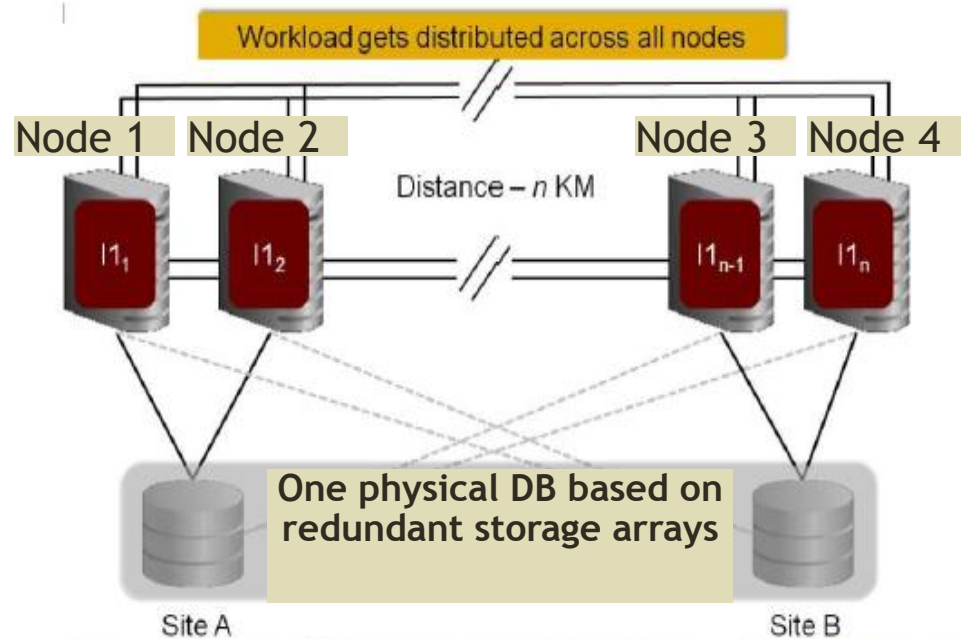 Workload gets distributed across all nodes
Node 1 Node 2 Node 3 Node 4
Distance – n KM
I1₁ I1₂ I1ₙ₋₁ I1ₙ
One physical DB based on
redundant storage arrays
Site A Site B